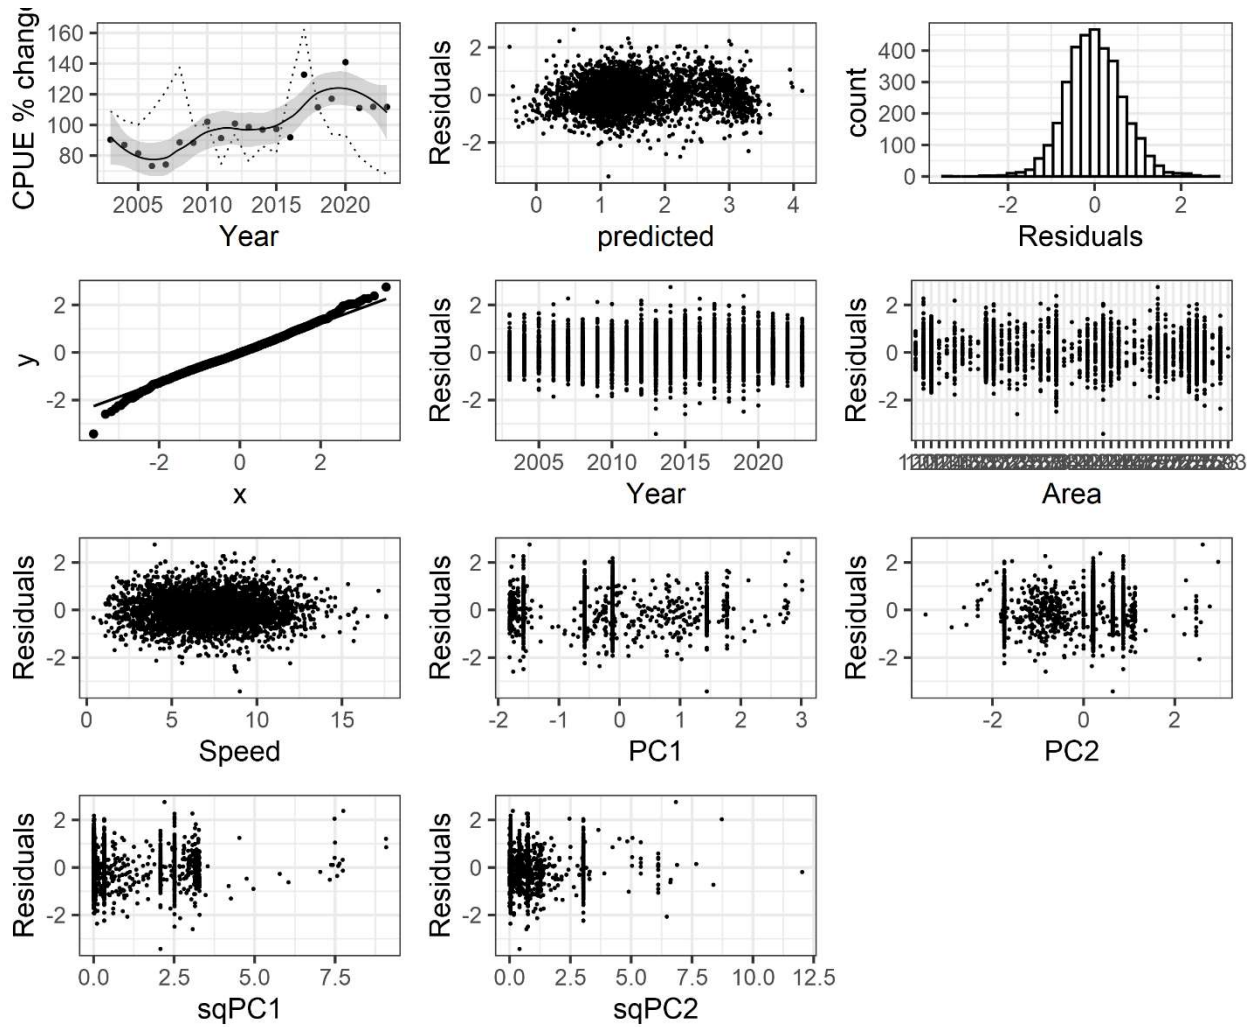 CPUE % chang
160
140
120
100
80
2005 2010 2015 2020
Year
Residuals
2
0
-2
0 1 2 3 4
predicted
count
400
300
200
100
0
-2 0 2
Residuals
y
2
0
-2
-2 0 2
x
Residuals
2
0
-2
2005 2010 2015 2020
Year
Residuals
2
0
-2
Area
Residuals
2
0
-2
0 5 10 15
Speed
Residuals
2
0
-2
-2 -1 0 1 2 3
PC1
Residuals
2
0
-2
-2 0 2
PC2
Residuals
2
0
-2
0.0 2.5 5.0 7.5
sqPC1
Residuals
2
0
-2
0.0 2.5 5.0 7.5 10.0 12.5
sqPC2